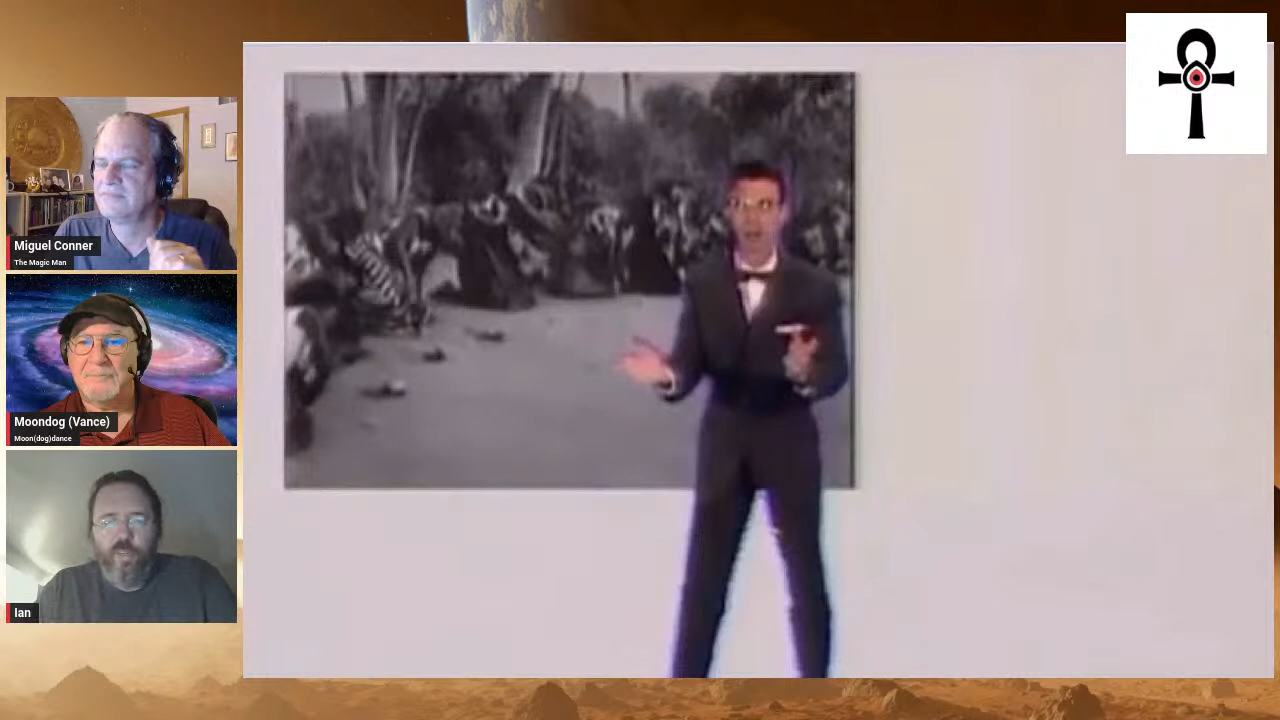 Miguel Conner
The Magic Man
Moondog (Vance)
Moon(dog)dance
Ian